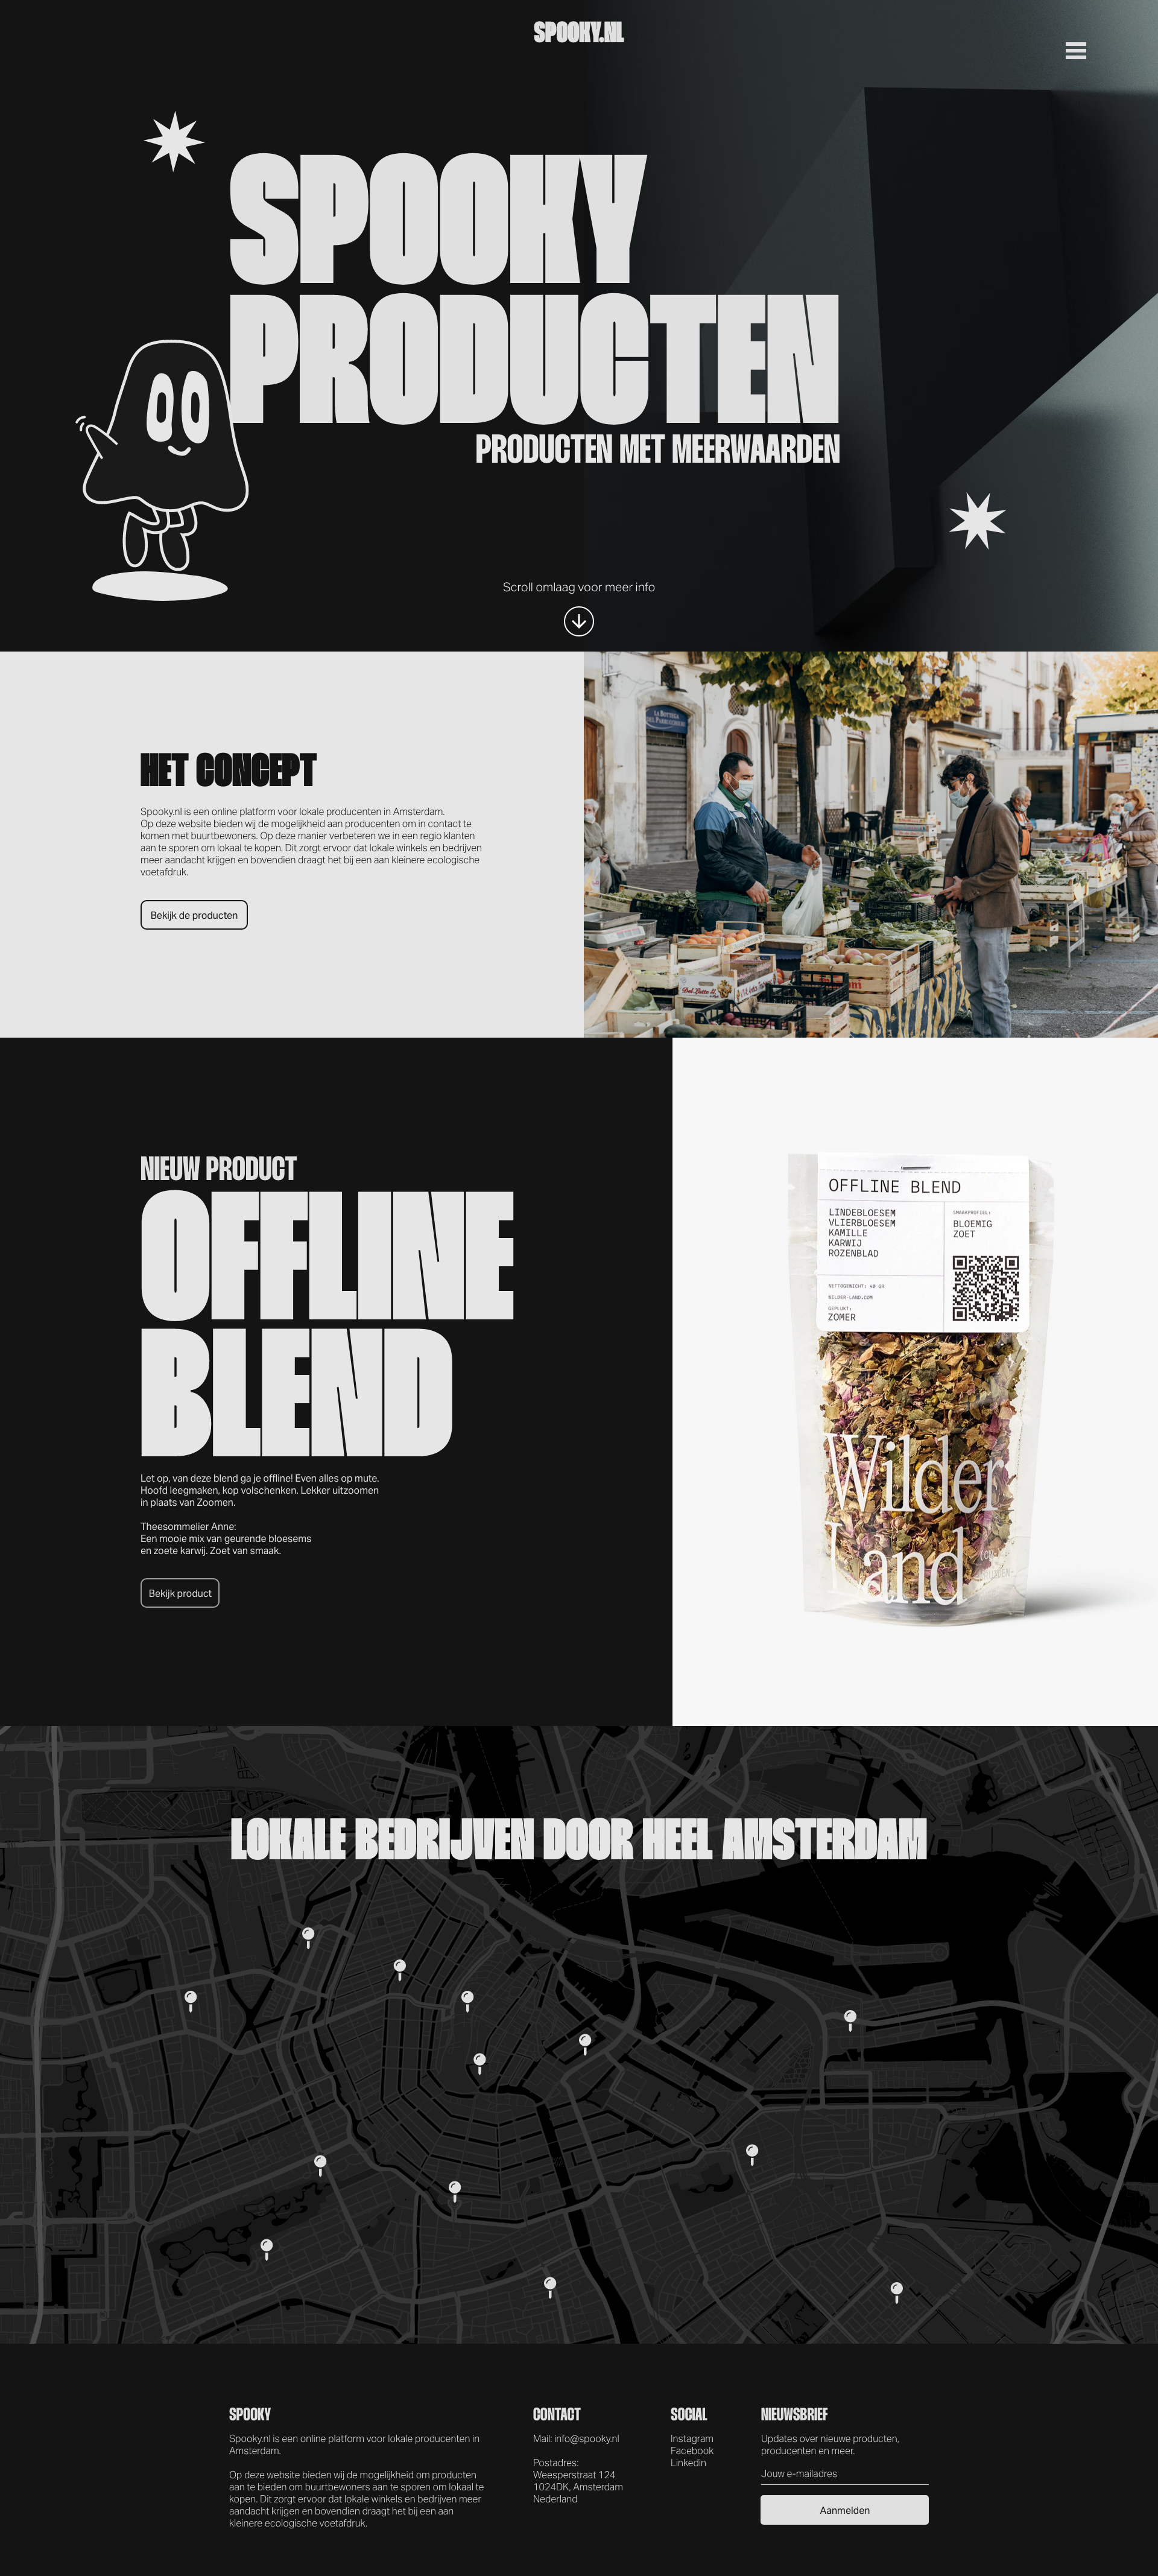 SPOOKY.NL
SPOOKY
PRODUCTEN
PRODUCTEN MET MEERWAARDEN
Scroll omlaag voor meer info
HET CONCEPT
Spooky.nl is een online platform voor lokale producenten in Amsterdam.
Op deze website bieden wij de mogelijkheid aan producenten om in contact te
komen met buurtbewoners. Op deze manier verbeteren we in een regio klanten
aan te sporen om lokaal te kopen. Dit zorgt ervoor dat lokale winkels en bedrijven
meer aandacht krijgen en bovendien draagt het bij een aan kleinere ecologische
voetafdruk.
Bekijk de producten
LA BOTTEGA
DEL PARRUCCHIERE
NIEUW PRODUCT
OFFLINE
BLEND
Let op, van deze blend ga je offline! Even alles op mute.
Hoofd leegmaken, kop volschenken. Lekker uitzoomen
in plaats van Zoomen.
Theesommelier Anne:
Een mooie mix van geurende bloesems
en zoete karwij. Zoet van smaak.
Bekijk product
OFFLINE BLEND
LINDEBLOESEM
VLIERBLOESEM
KAMILLE
KARWIJ
ROZENBLAD
SMAAKPROFIEL:
BLOEMIG
ZOET
NETTOGEWICHT: 40 GR
WILDER-LAND.COM
GEPLUKT:
ZOMER
Wilder
Land
LOKALE BEDRIJVEN DOOR HEEL AMSTERDAM
SPOOKY
Spooky.nl is een online platform voor lokale producenten in
Amsterdam.
Op deze website bieden wij de mogelijkheid om producten
aan te bieden om buurtbewoners aan te sporen om lokaal te
kopen. Dit zorgt ervoor dat lokale winkels en bedrijven meer
aandacht krijgen en bovendien draagt het bij een aan
kleinere ecologische voetafdruk.
CONTACT
Mail: info@spooky.nl
Postadres:
Weesperstraat 124
1024DK, Amsterdam
Nederland
SOCIAL
Instagram
Facebook
Linkedin
NIEUWSBRIEF
Updates over nieuwe producten,
producenten en meer.
Jouw e-mailadres
Aanmelden